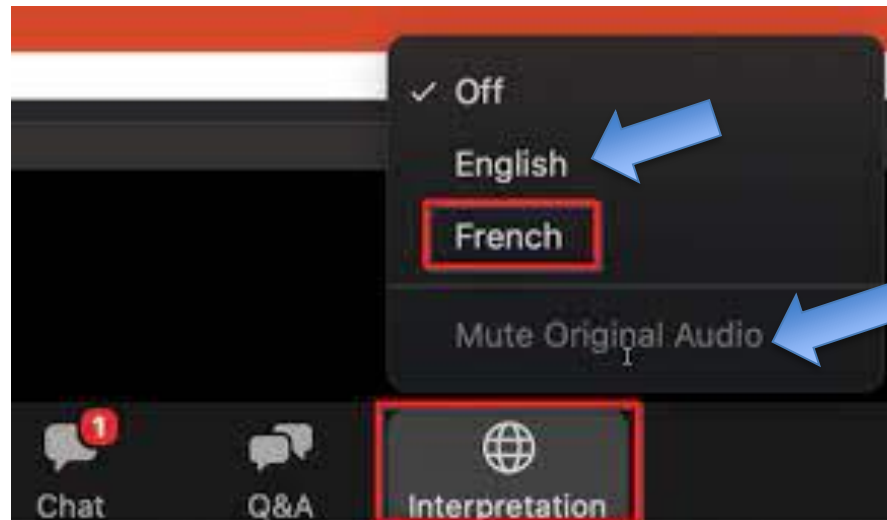 ✓ Off
English
French
Mute Original Audio
1
Chat
Q&A
Interpretation